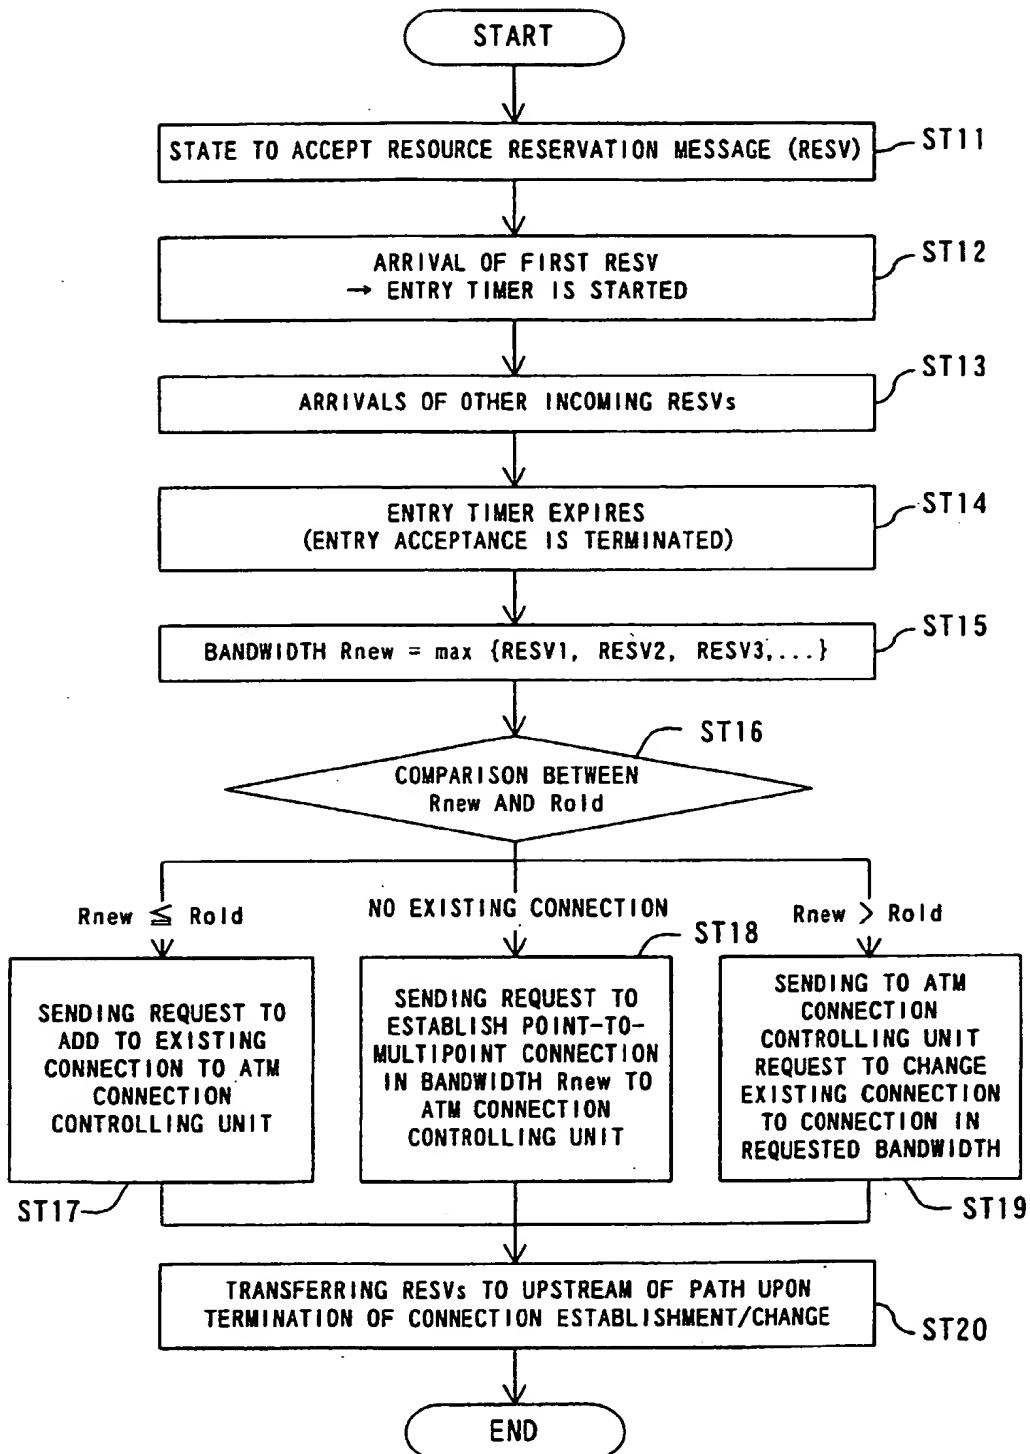 START
STATE TO ACCEPT RESOURCE RESERVATION MESSAGE (RESV)
ST11
ARRIVAL OF FIRST RESV
→ ENTRY TIMER IS STARTED
ST12
ARRIVALS OF OTHER INCOMING RESVs
ST13
ENTRY TIMER EXPIRES
(ENTRY ACCEPTANCE IS TERMINATED)
ST14
BANDWIDTH Rnew = max {RESV1, RESV2, RESV3,...}
ST15
ST16
COMPARISON BETWEEN
Rnew AND Rold
Rnew ≦ Rold
NO EXISTING CONNECTION
Rnew > Rold
SENDING REQUEST TO
ADD TO EXISTING
CONNECTION TO ATM
CONNECTION
CONTROLLING UNIT
ST17
ST18
SENDING REQUEST TO
ESTABLISH POINT-TO-
MULTIPOINT CONNECTION
IN BANDWIDTH Rnew TO
ATM CONNECTION
CONTROLLING UNIT
SENDING TO ATM
CONNECTION
CONTROLLING UNIT
REQUEST TO CHANGE
EXISTING CONNECTION
TO CONNECTION IN
REQUESTED BANDWIDTH
ST19
TRANSFERRING RESVs TO UPSTREAM OF PATH UPON
TERMINATION OF CONNECTION ESTABLISHMENT/CHANGE
ST20
END